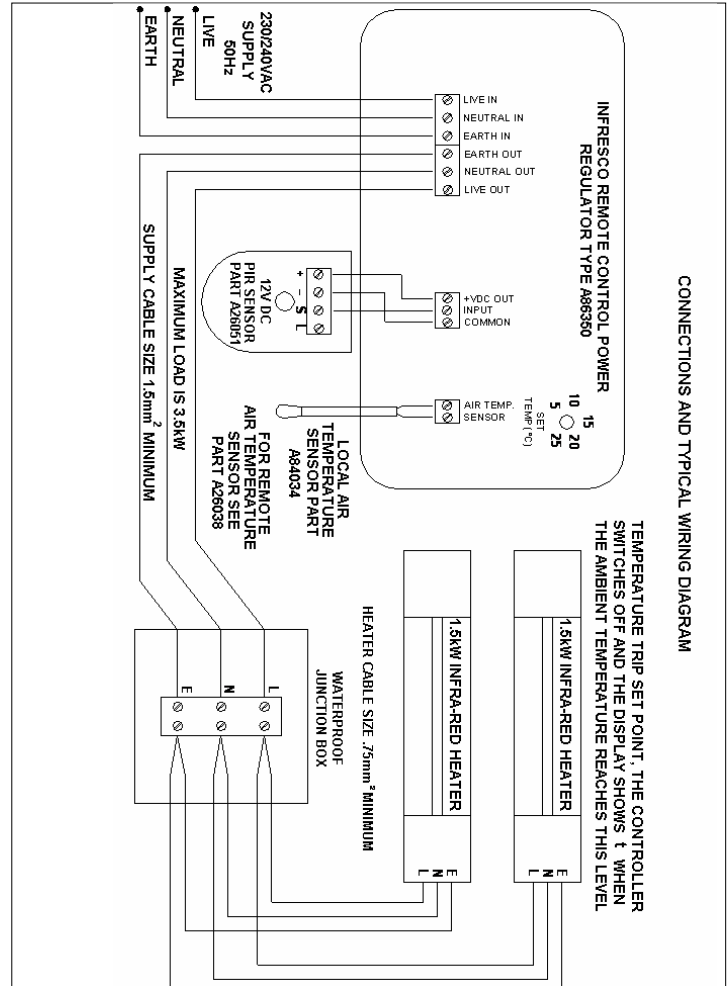 CONNECTIONS AND TYPICAL WIRING DIAGRAM
230/240VAC
SUPPLY
50Hz
LIVE
NEUTRAL
EARTH
INFRESCO REMOTE CONTROL POWER
REGULATOR TYPE A86350
LIVE IN
NEUTRAL IN
EARTH IN
EARTH OUT
NEUTRAL OUT
LIVE OUT
+VDC OUT
INPUT
COMMON
AIR TEMP.
SENSOR
SET
TEMP (ºC)
5
10
15
20
25
+
-
S
L
12V DC
PIR SENSOR
PART A26051
LOCAL AIR
TEMPERATURE
SENSOR PART
A84034
FOR REMOTE
AIR TEMPERATURE
SENSOR SEE
PART A26038
MAXIMUM LOAD IS 3.5kW
SUPPLY CABLE SIZE 1.5mm² MINIMUM
TEMPERATURE TRIP SET POINT, THE CONTROLLER
SWITCHES OFF AND THE DISPLAY SHOWS t WHEN
THE AMBIENT TEMPERATURE REACHES THIS LEVEL
1.5kW INFRA-RED HEATER
E
N
L
1.5kW INFRA-RED HEATER
E
N
L
HEATER CABLE SIZE .75mm² MINIMUM
WATERPROOF
JUNCTION BOX
L
N
E